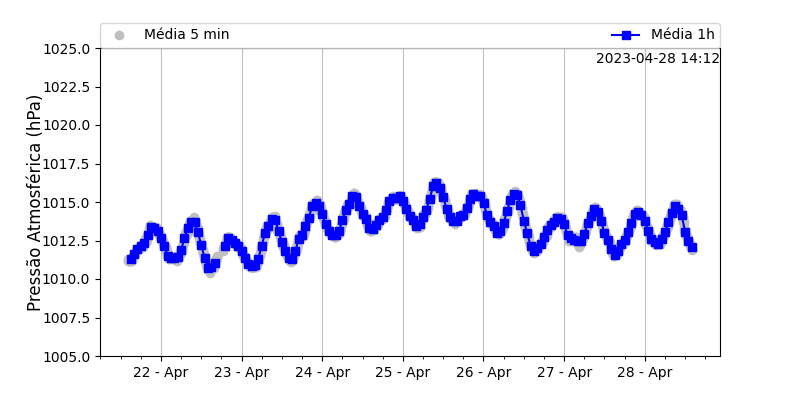 Média 5 min
Média 1h
2023-04-28 14:12
Pressão Atmosférica (hPa)
1025.0
1022.5
1020.0
1017.5
1015.0
1012.5
1010.0
1007.5
1005.0
22 - Apr
23 - Apr
24 - Apr
25 - Apr
26 - Apr
27 - Apr
28 - Apr